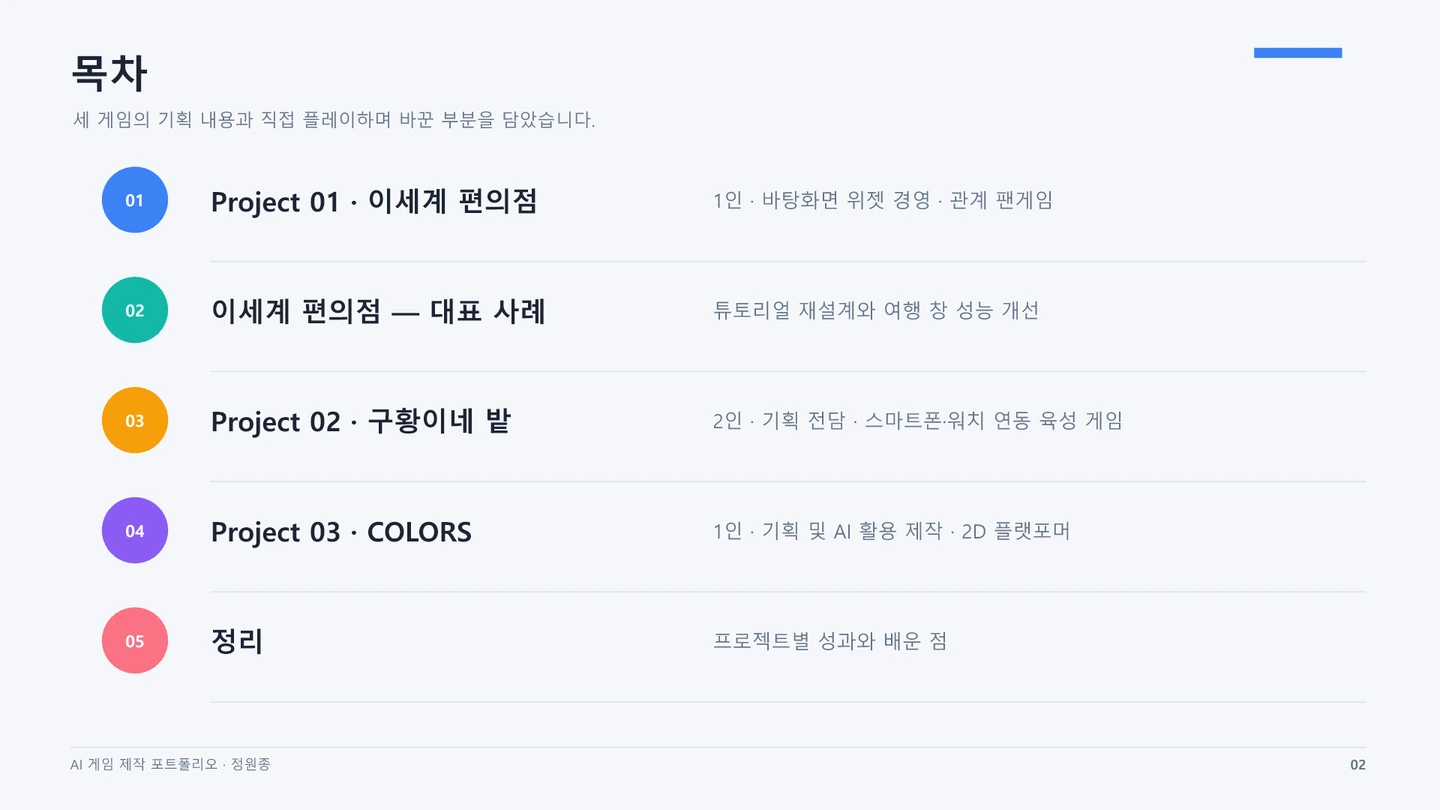 목차
세 게임의 기획 내용과 직접 플레이하며 바꾼 부분을 담았습니다.
01 Project 01 · 이세계 편의점 1인 · 바탕화면 위젯 경영 · 관계 팬게임
02 이세계 편의점 — 대표 사례 튜토리얼 재설계와 여행 창 성능 개선
03 Project 02 · 구황이네 밭 2인 · 기획 전담 · 스마트폰·워치 연동 육성 게임
04 Project 03 · COLORS 1인 · 기획 및 AI 활용 제작 · 2D 플랫포머
05 정리 프로젝트별 성과와 배운 점
AI 게임 제작 포트폴리오 · 정원종 02